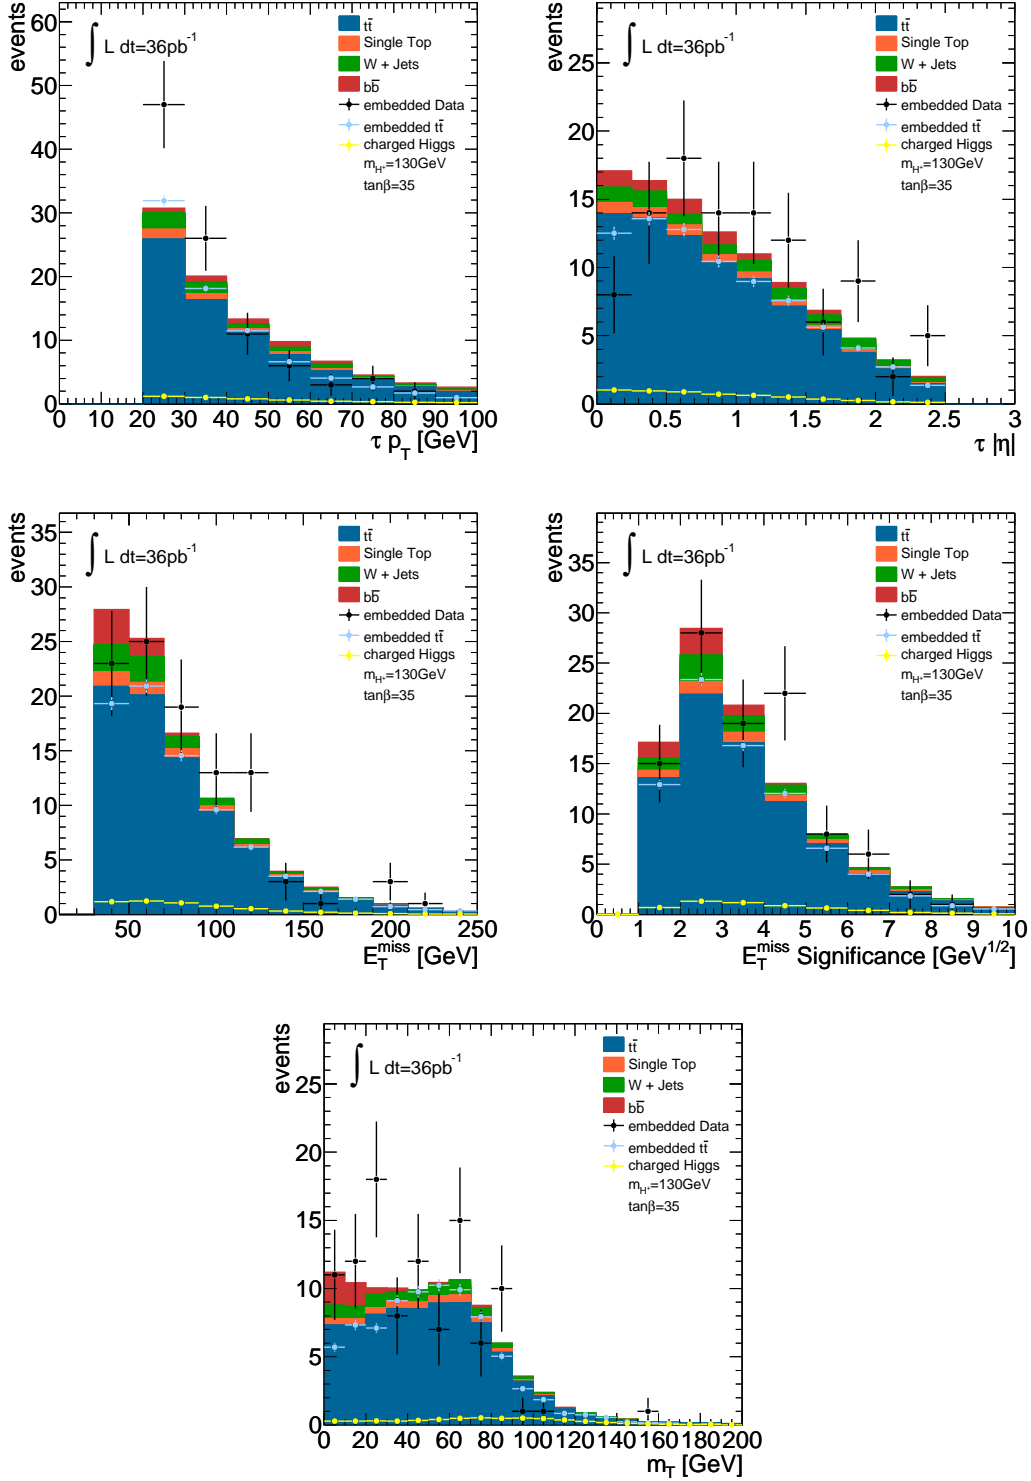 events
60
50
40
30
20
10
0
∫ L dt=36pb⁻¹
tt̄
Single Top
W + Jets
bb̄
embedded Data
embedded tt̄
charged Higgs
m_H⁺=130GeV
tanβ=35
0 10 20 30 40 50 60 70 80 90 100
τ p_T [GeV]
events
25
20
15
10
5
0
∫ L dt=36pb⁻¹
tt̄
Single Top
W + Jets
bb̄
embedded Data
embedded tt̄
charged Higgs
m_H⁺=130GeV
tanβ=35
0 0.5 1 1.5 2 2.5 3
τ |η|
events
35
30
25
20
15
10
5
0
∫ L dt=36pb⁻¹
tt̄
Single Top
W + Jets
bb̄
embedded Data
embedded tt̄
charged Higgs
m_H⁺=130GeV
tanβ=35
50 100 150 200 250
E_T^miss [GeV]
events
35
30
25
20
15
10
5
0
∫ L dt=36pb⁻¹
tt̄
Single Top
W + Jets
bb̄
embedded Data
embedded tt̄
charged Higgs
m_H⁺=130GeV
tanβ=35
0 1 2 3 4 5 6 7 8 9 10
E_T^miss Significance [GeV^1/2]
events
25
20
15
10
5
0
∫ L dt=36pb⁻¹
tt̄
Single Top
W + Jets
bb̄
embedded Data
embedded tt̄
charged Higgs
m_H⁺=130GeV
tanβ=35
0 20 40 60 80 100 120 140 160 180 200
m_T [GeV]